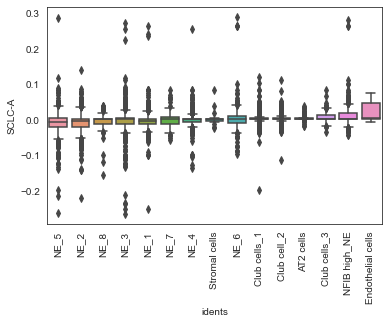 0.3
0.2
0.1
0.0
−0.1
−0.2
SCLC-A
NE_5
NE_2
NE_8
NE_3
NE_1
NE_7
NE_4
Stromal cells
NE_6
Club cells_1
Club cell_2
AT2 cells
Club cells_3
NFIB high_NE
Endothelial cells
idents